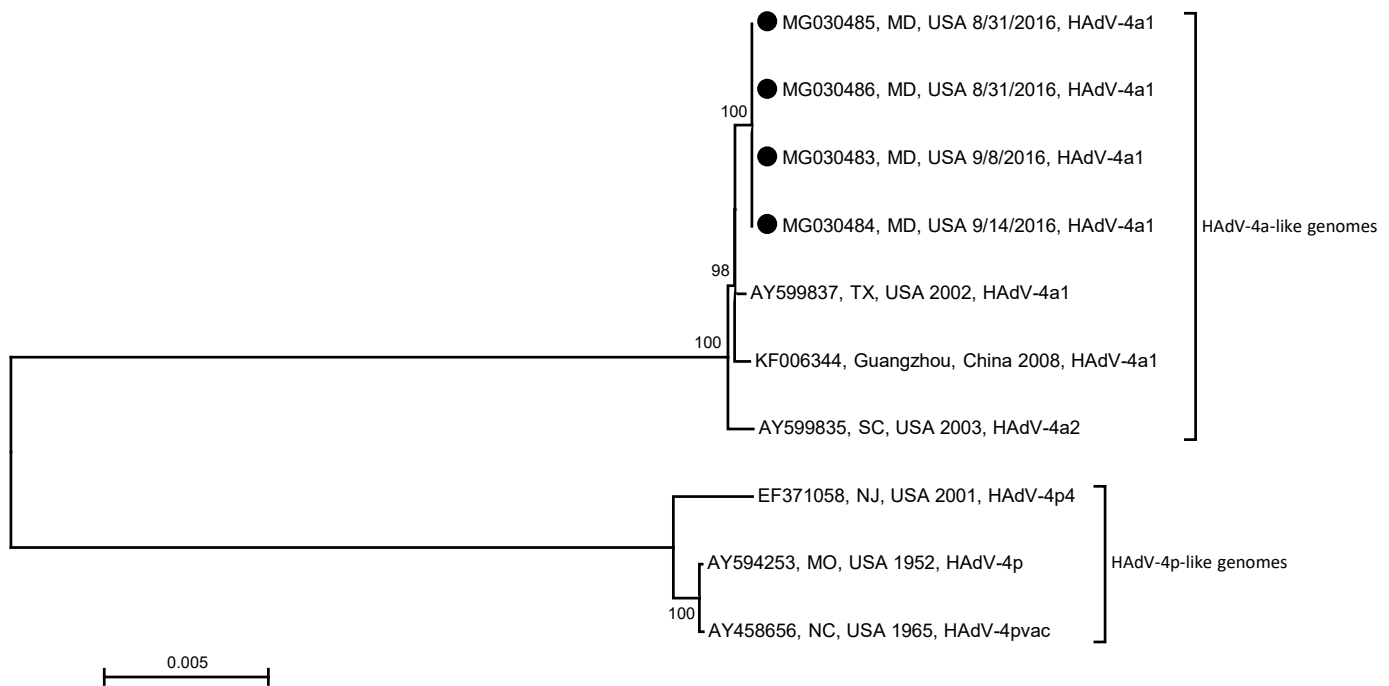 MG030485, MD, USA 8/31/2016, HAdV-4a1
MG030486, MD, USA 8/31/2016, HAdV-4a1
100
MG030483, MD, USA 9/8/2016, HAdV-4a1
MG030484, MD, USA 9/14/2016, HAdV-4a1
HAdV-4a-like genomes
98
AY599837, TX, USA 2002, HAdV-4a1
100
KF006344, Guangzhou, China 2008, HAdV-4a1
AY599835, SC, USA 2003, HAdV-4a2
EF371058, NJ, USA 2001, HAdV-4p4
AY594253, MO, USA 1952, HAdV-4p
HAdV-4p-like genomes
100
AY458656, NC, USA 1965, HAdV-4pvac
0.005